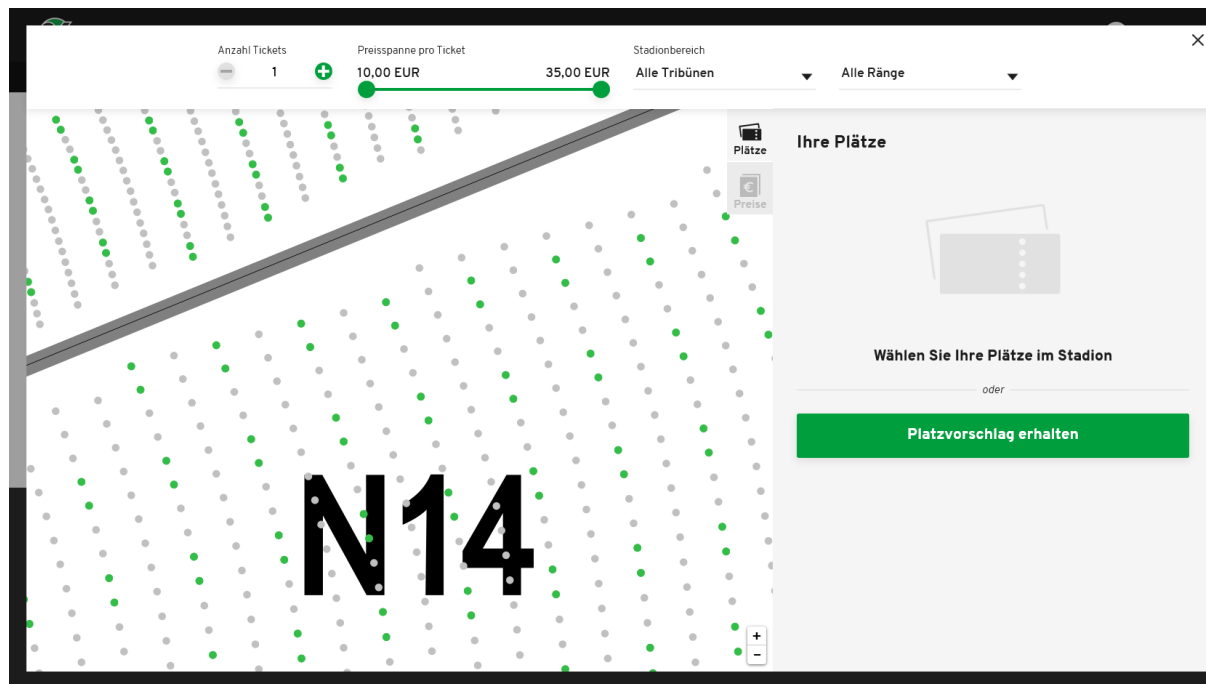 Anzahl Tickets
1
Preisspanne pro Ticket
10,00 EUR 35,00 EUR
Stadionbereich
Alle Tribünen
Alle Ränge
Plätze
€
Preise
N14
+
−
Ihre Plätze
Wählen Sie Ihre Plätze im Stadion
oder
Platzvorschlag erhalten